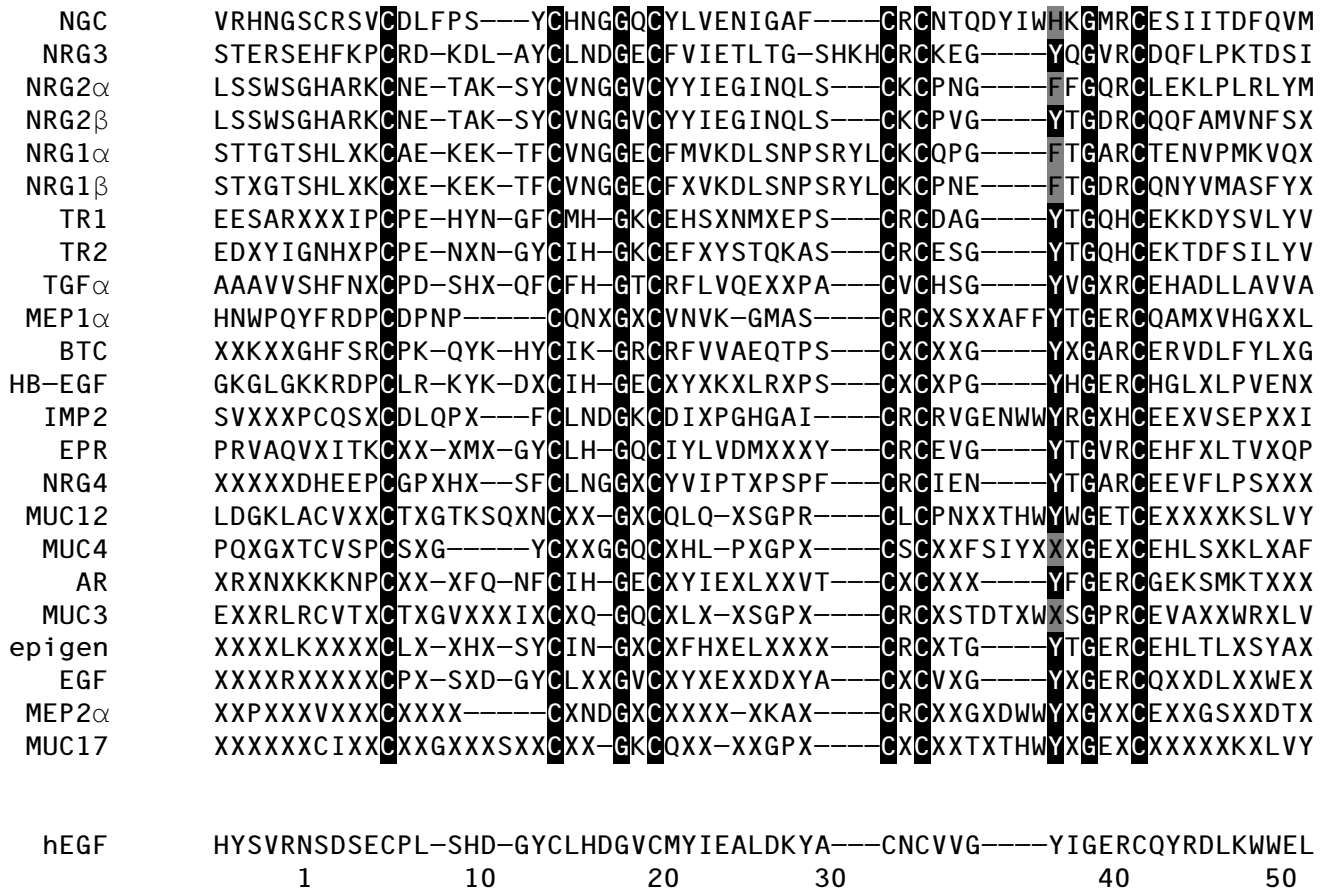 NGC VRHNGSCRSVCDLFPS---YCHNGGQCYLVENIGAF----CRCNTQDYIWHKGMRCESIITDFQVM
NRG3 STERSEHFKPCRD-KDL-AYCLNDGECFVIETLTG-SHKHCRCKEG----YQGVRCDQFLPKTDSI
NRG2α LSSWSGHARKCNE-TAK-SYCVNGGVCYYIEGINQLS---CKCPNG----FFGQRCLEKLPLRLYM
NRG2β LSSWSGHARKCNE-TAK-SYCVNGGVCYYIEGINQLS---CKCPVG----YTGDRCQQFAMVNFSX
NRG1α STTGTSHLXKCAE-KEK-TFCVNGGECFMVKDLSNPSRYLCKCQPG----FTGARCTENVPMKVQX
NRG1β STXGTSHLXKCXE-KEK-TFCVNGGECFXVKDLSNPSRYLCKCPNE----FTGDRCQNYVMASFYX
TR1 EESARXXXIPCPE-HYN-GFCMH-GKCEHSXNMXEPS---CRCDAG----YTGQHCEKKDYSVLYV
TR2 EDXYIGNHXPCPE-NXN-GYCIH-GKCEFXYSTQKAS---CRCESG----YTGQHCEKTDFSILYV
TGFα AAAVVSHFNXCPD-SHX-QFCFH-GTCRFLVQEXXPA---CVCHSG----YVGXRCEHADLLAVVA
MEP1α HNWPQYFRDPCDPNP-----CQNXGXCVNVK-GMAS----CRCXSXXAFFYTGERCQAMXVHGXXL
BTC XXKXXGHFSRCPK-QYK-HYCIK-GRCRFVVAEQTPS---CXCXXG----YXGARCERVDLFYLXG
HB-EGF GKGLGKKRDPCLR-KYK-DXCIH-GECXYXKXLRXPS---CXCXPG----YHGERCHGLXLPVENX
IMP2 SVXXXPCQSXCDLQPX---FCLNDGKCDIXPGHGAI----CRCRVGENWWYRGXHCEEXVSEPXXI
EPR PRVAQVXITKCXX-XMX-GYCLH-GQCIYLVDMXXXY---CRCEVG----YTGVRCEHFXLTVXQP
NRG4 XXXXXDHEEPCGPXHX--SFCLNGGXCYVIPTXPSPF---CRCIEN----YTGARCEEVFLPSXXX
MUC12 LDGKLACVXXCTXGTKSQXNCXX-GXCQLQ-XSGPR----CLCPNXXTHWYWGETCEXXXXKSLVY
MUC4 PQXGXTCVSPCSXG-----YCXXGGQCXHL-PXGPX----CSCXXFSIYXXXGEXCEHLSXKLXAF
AR XRXNXKKKNPCXX-XFQ-NFCIH-GECXYIEXLXXVT---CXCXXX----YFGERCGEKSMKTXXX
MUC3 EXXRLRCVTXCTXGVXXXIXCXQ-GQCXLX-XSGPX----CRCXSTDTXWXSGPRCEVAXXWRXLV
epigen XXXXLKXXXXCLX-XHX-SYCIN-GXCXFHXELXXXX---CRCXTG----YTGERCEHLTLXSYAX
EGF XXXXRXXXXXCPX-SXD-GYCLXXGVCXYXEXXDXYA---CXCVXG----YXGERCQXXDLXXWEX
MEP2α XXPXXXVXXXCXXXX-----CXNDGXCXXXX-XKAX----CRCXXGXDWWYXGXXCEXXGSXXDTX
MUC17 XXXXXXCIXXCXXGXXXSXXCXX-GKCQXX-XXGPX----CXCXXTXTHWYXGEXCXXXXXKXLVY
hEGF HYSVRNSDSECPL-SHD-GYCLHDGVCMYIEALDKYA---CNCVVG----YIGERCQYRDLKWWEL
1 10 20 30 40 50